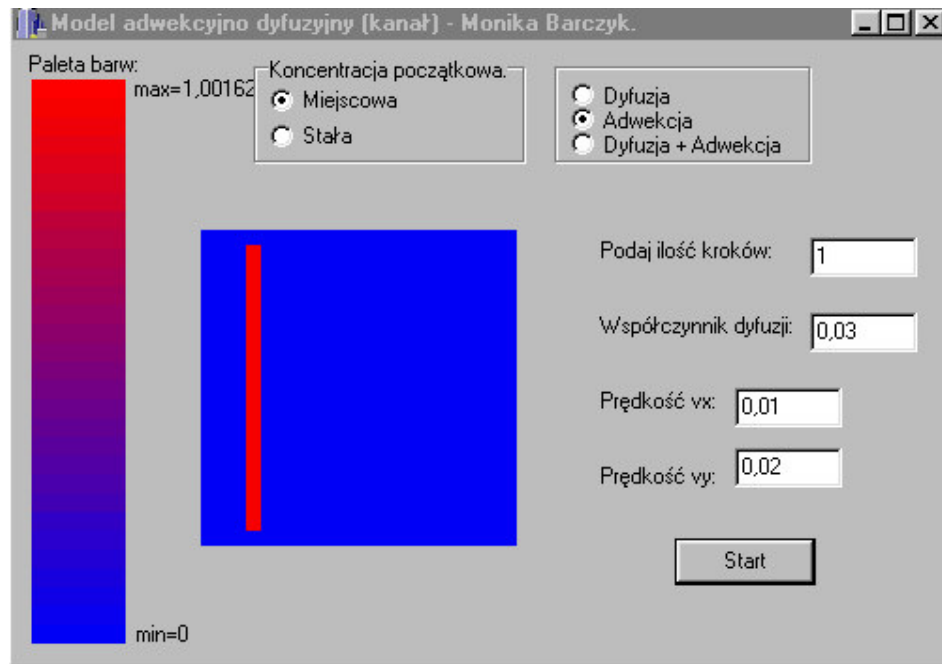 Model adwekcyjno dyfuzyjny (kanał) - Monika Barczyk.
Paleta barw:
max=1,00162
min=0
Koncentracja początkowa.
Miejscowa
Stała
Dyfuzja
Adwekcja
Dyfuzja + Adwekcja
Podaj ilość kroków: 1
Współczynnik dyfuzji: 0,03
Prędkość vx: 0,01
Prędkość vy: 0,02
Start